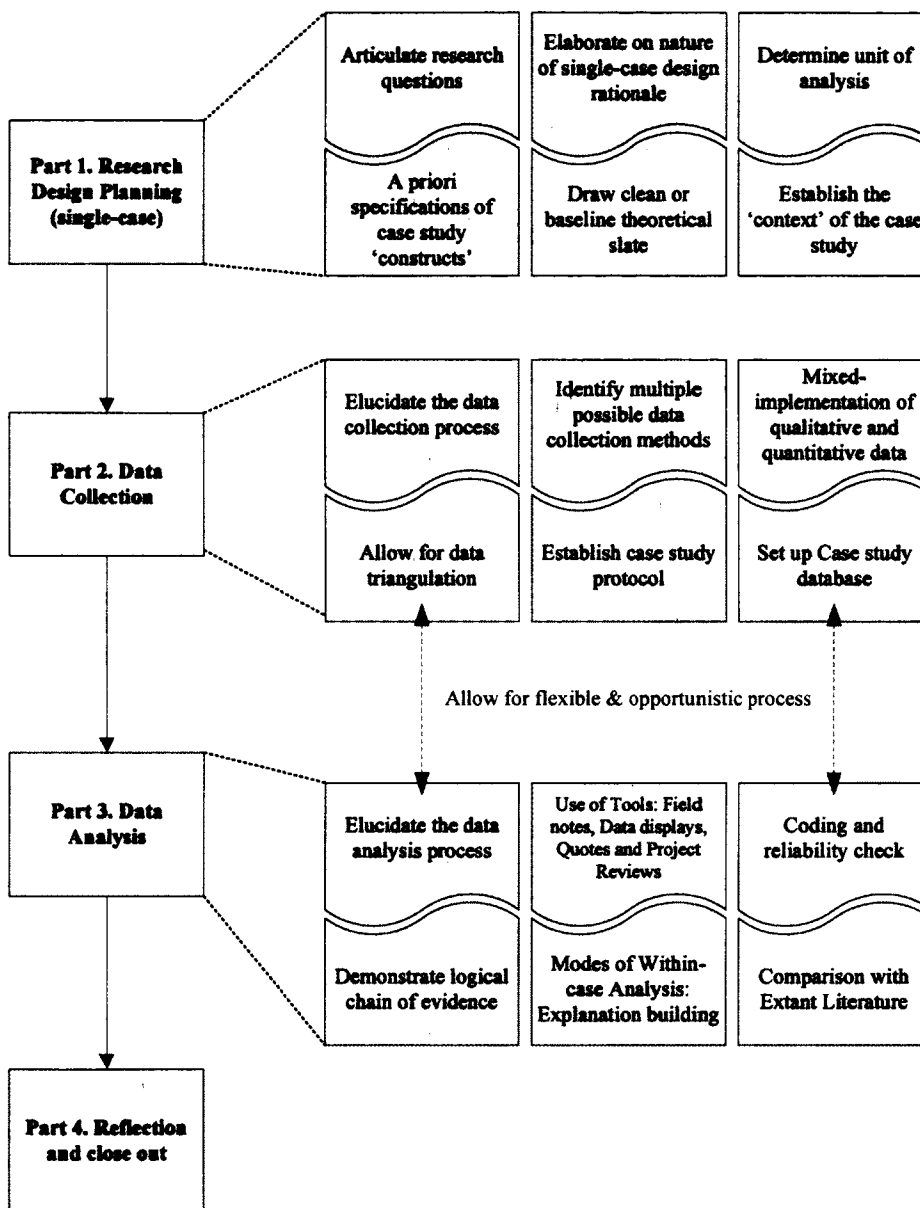 Part 1. Research
Design Planning
(single-case)
Articulate research
questions
Elaborate on nature
of single-case design
rationale
Determine unit of
analysis
A priori
specifications of
case study
‘constructs’
Draw clean or
baseline theoretical
slate
Establish the
‘context’ of the case
study
Part 2. Data
Collection
Elucidate the data
collection process
Identify multiple
possible data
collection methods
Mixed-
implementation of
qualitative and
quantitative data
Allow for data
triangulation
Establish case study
protocol
Set up Case study
database
Allow for flexible & opportunistic process
Part 3. Data
Analysis
Elucidate the data
analysis process
Use of Tools: Field
notes, Data displays,
Quotes and Project
Reviews
Coding and
reliability check
Demonstrate logical
chain of evidence
Modes of Within-
case Analysis:
Explanation building
Comparison with
Extant Literature
Part 4. Reflection
and close out